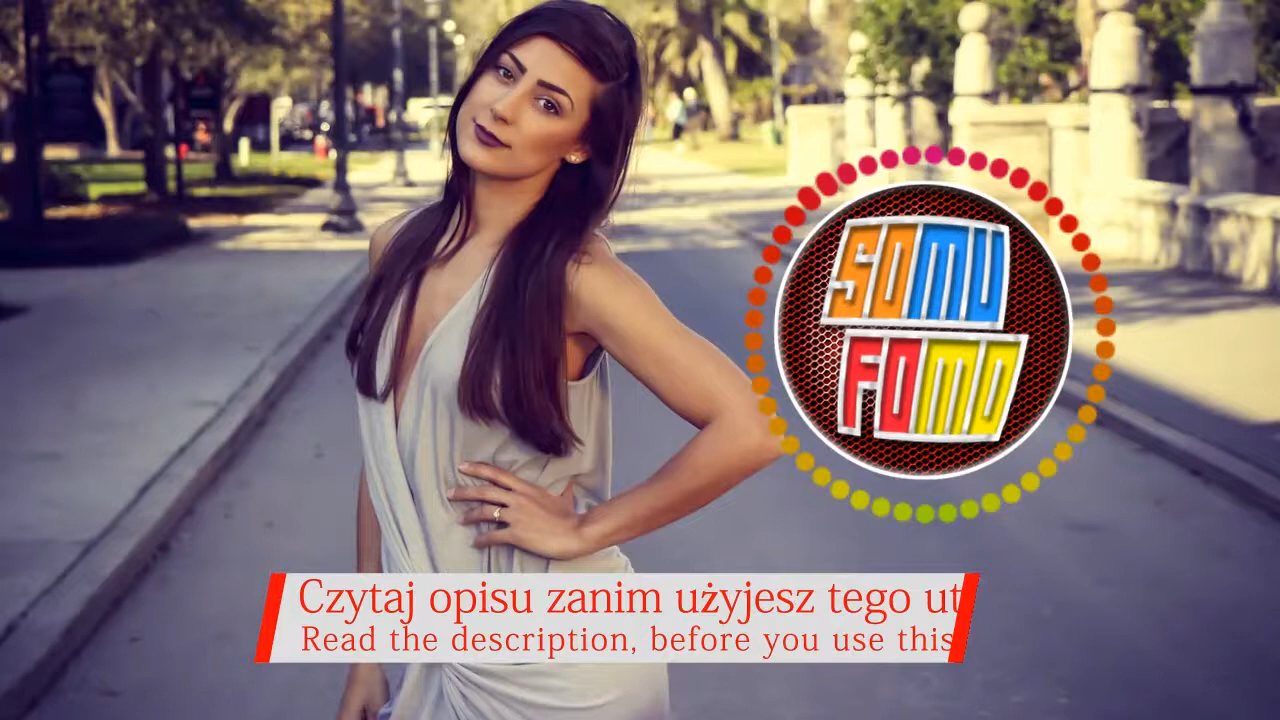 SOMU
FOMO
Czytaj opisu zanim użyjesz tego ut
Read the description, before you use this